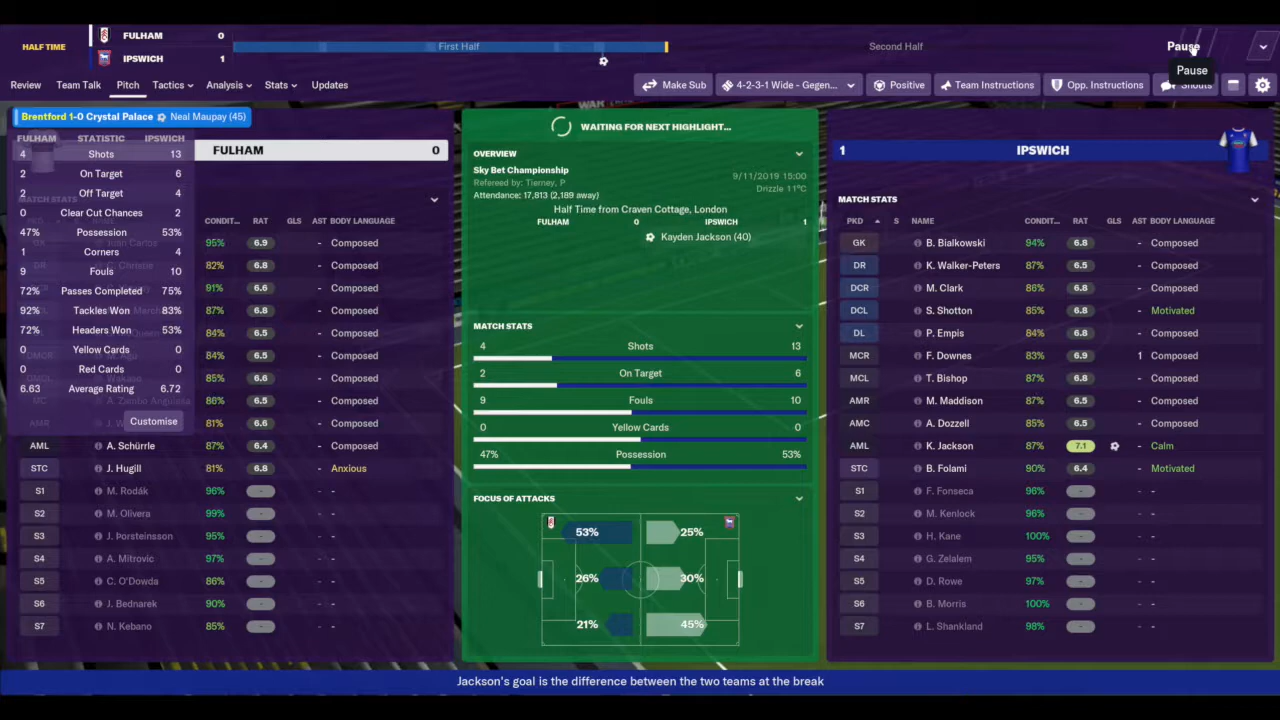 HALF TIME
FULHAM 0
IPSWICH 1
First Half
Second Half
Pause
Pause
Review Team Talk Pitch Tactics Analysis Stats Updates
Make Sub 4-2-3-1 Wide - Gegen... Positive Team Instructions Opp. Instructions Shouts
Brentford 1-0 Crystal Palace Neal Maupay (45)
FULHAM STATISTIC IPSWICH
4 Shots 13
2 On Target 6
2 Off Target 4
0 Clear Cut Chances 2
47% Possession 53%
1 Corners 4
9 Fouls 10
72% Passes Completed 75%
92% Tackles Won 83%
72% Headers Won 53%
0 Yellow Cards 0
0 Red Cards 0
6.63 Average Rating 6.72
Customise
FULHAM 0
CONDIT... RAT GLS AST BODY LANGUAGE
95% 6.9 - Composed
82% 6.8 - Composed
91% 6.6 - Composed
87% 6.8 - Composed
84% 6.5 - Composed
84% 6.5 - Composed
85% 6.6 - Composed
86% 6.5 - Composed
81% 6.6 - Composed
AML A. Schürrle 87% 6.4 - Composed
STC J. Hugill 81% 6.8 - Anxious
S1 M. Rodák 96% - - -
S2 M. Olivera 99% - - -
S3 J. Þorsteinsson 95% - - -
S4 A. Mitrovic 97% - - -
S5 C. O'Dowda 86% - - -
S6 J. Bednarek 90% - - -
S7 N. Kebano 85% - - -
WAITING FOR NEXT HIGHLIGHT...
OVERVIEW
Sky Bet Championship
9/11/2019 15:00
Refereed by: Tierney, P
Drizzle 11°C
Attendance: 17,813 (2,189 away)
Half Time from Craven Cottage, London
FULHAM 0 IPSWICH 1
Kayden Jackson (40)
MATCH STATS
4 Shots 13
2 On Target 6
9 Fouls 10
0 Yellow Cards 0
47% Possession 53%
FOCUS OF ATTACKS
53% 25%
26% 30%
21% 45%
1 IPSWICH
MATCH STATS
PKD S NAME CONDIT... RAT GLS AST BODY LANGUAGE
GK B. Bialkowski 94% 6.8 - Composed
DR K. Walker-Peters 87% 6.5 - Composed
DCR M. Clark 86% 6.8 - Composed
DCL S. Shotton 85% 6.8 - Motivated
DL P. Empis 84% 6.8 - Composed
MCR F. Downes 83% 6.9 1 Composed
MCL T. Bishop 87% 6.8 - Composed
AMR M. Maddison 87% 6.5 - Composed
AMC A. Dozzell 85% 6.5 - Composed
AML K. Jackson 87% 7.1 - Calm
STC B. Folami 90% 6.4 - Motivated
S1 F. Fonseca 96% - - -
S2 M. Kenlock 96% - - -
S3 H. Kane 100% - - -
S4 G. Zelalem 95% - - -
S5 D. Rowe 97% - - -
S6 B. Morris 100% - - -
S7 L. Shankland 98% - - -
Jackson's goal is the difference between the two teams at the break